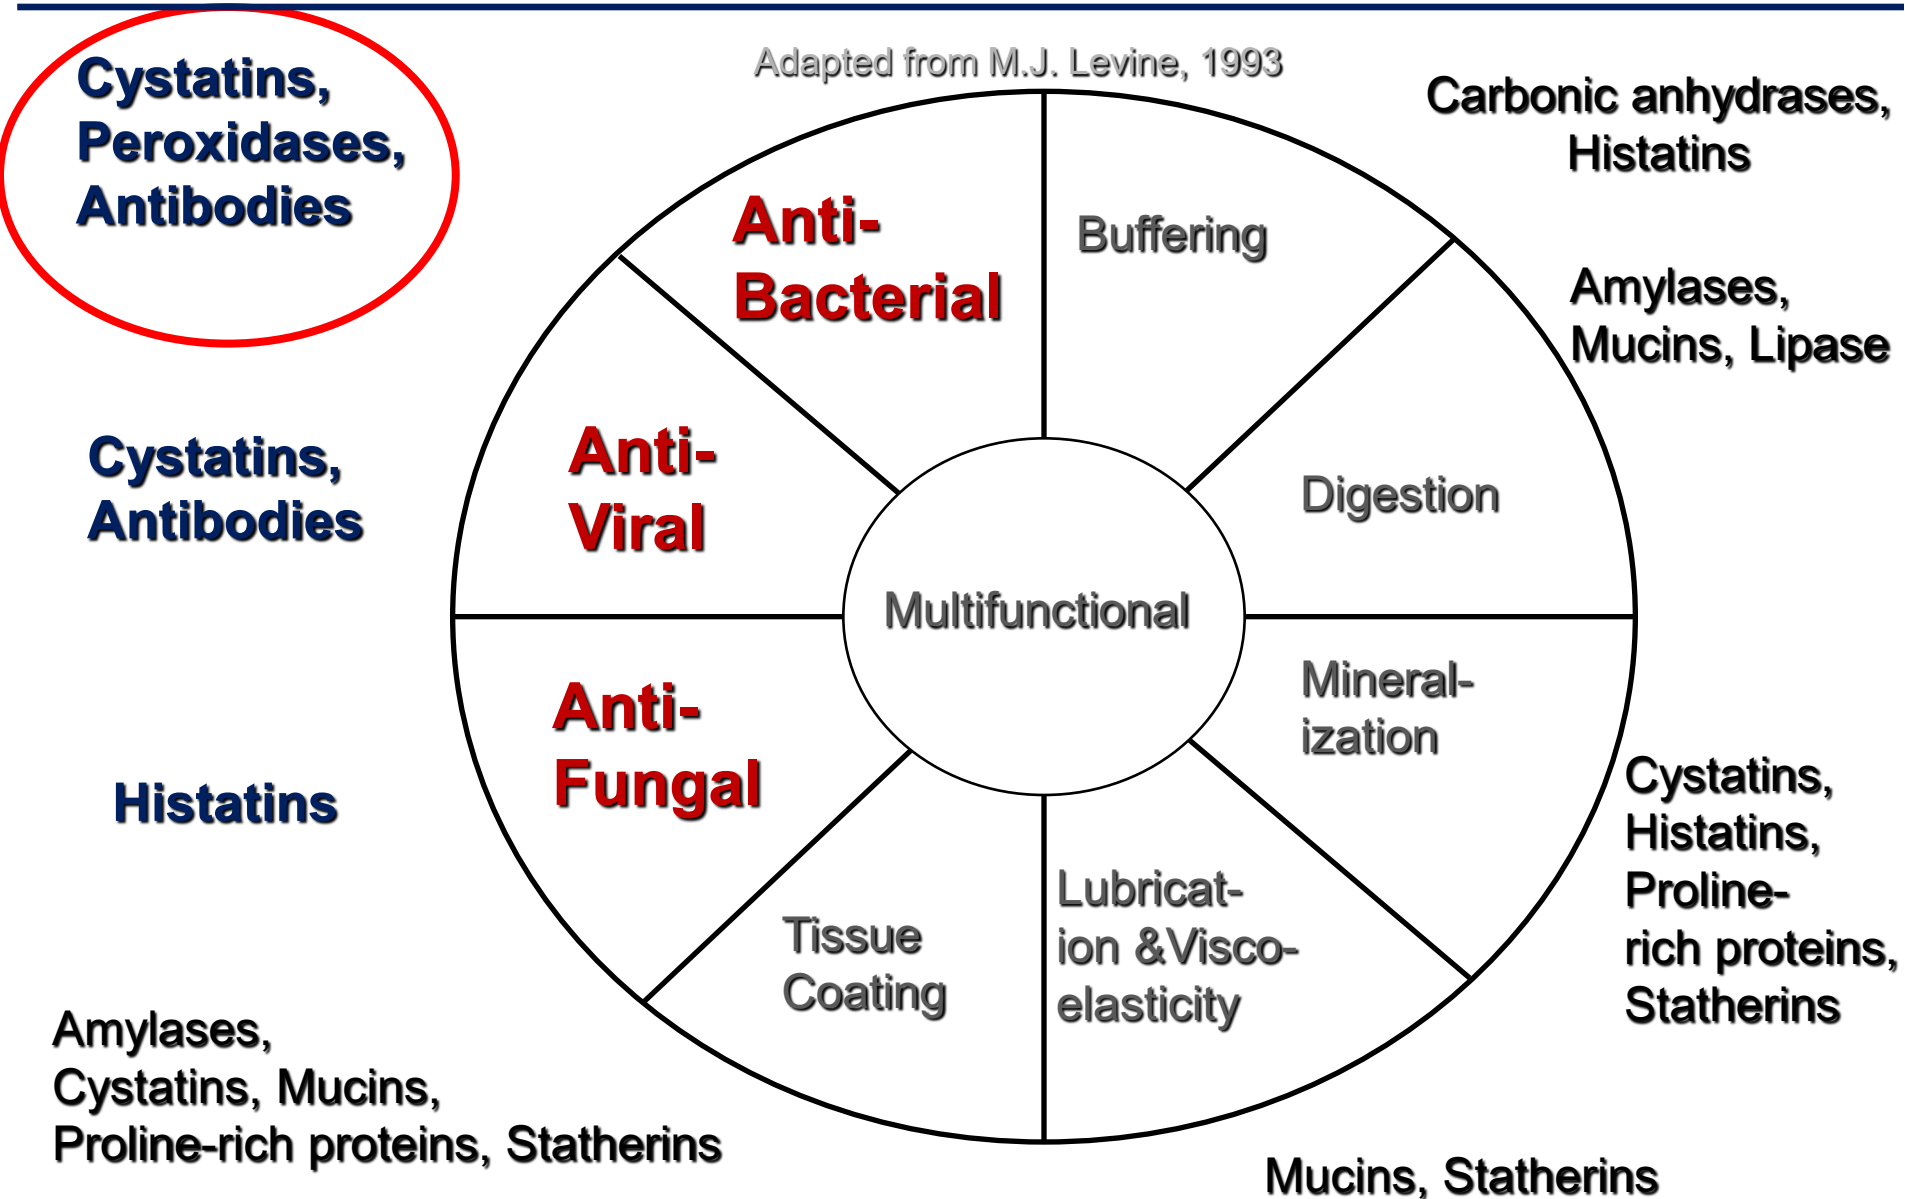 Adapted from M.J. Levine, 1993
Cystatins,
Peroxidases,
Antibodies
Carbonic anhydrases,
Histatins
Anti-
Bacterial
Buffering
Amylases,
Mucins, Lipase
Cystatins,
Antibodies
Anti-
Viral
Digestion
Multifunctional
Histatins
Anti-
Fungal
Mineral-
ization
Cystatins,
Histatins,
Proline-
rich proteins,
Statherins
Tissue
Coating
Lubricat-
ion &Visco-
elasticity
Amylases,
Cystatins, Mucins,
Proline-rich proteins, Statherins
Mucins, Statherins